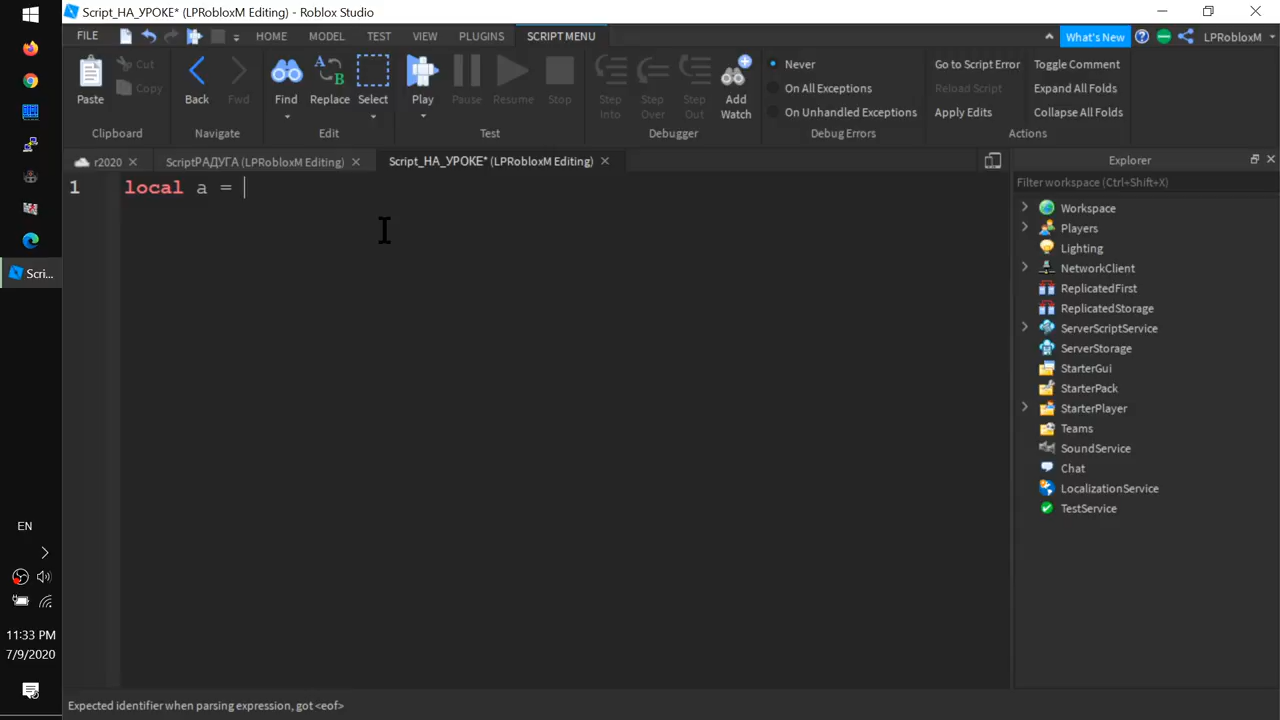 Script_НА_УРОКЕ* (LPRobloxM Editing) - Roblox Studio
FILE HOME MODEL TEST VIEW PLUGINS SCRIPT MENU What's New LPRobloxM
Paste Cut Copy
Clipboard
Back Fwd
Navigate
Find Replace Select
Edit
Play Pause Resume Stop
Test
Step Into Step Over Step Out Add Watch
Debugger
Never
On All Exceptions
On Unhandled Exceptions
Debug Errors
Go to Script Error Toggle Comment
Reload Script Expand All Folds
Apply Edits Collapse All Folds
Actions
r2020 ScriptРАДУГА (LPRobloxM Editing) Script_НА_УРОКЕ* (LPRobloxM Editing)
1 local a =
Explorer
Filter workspace (Ctrl+Shift+X)
Workspace
Players
Lighting
NetworkClient
ReplicatedFirst
ReplicatedStorage
ServerScriptService
ServerStorage
StarterGui
StarterPack
StarterPlayer
Teams
SoundService
Chat
LocalizationService
TestService
Scri...
EN
11:33 PM
7/9/2020
Expected identifier when parsing expression, got <eof>